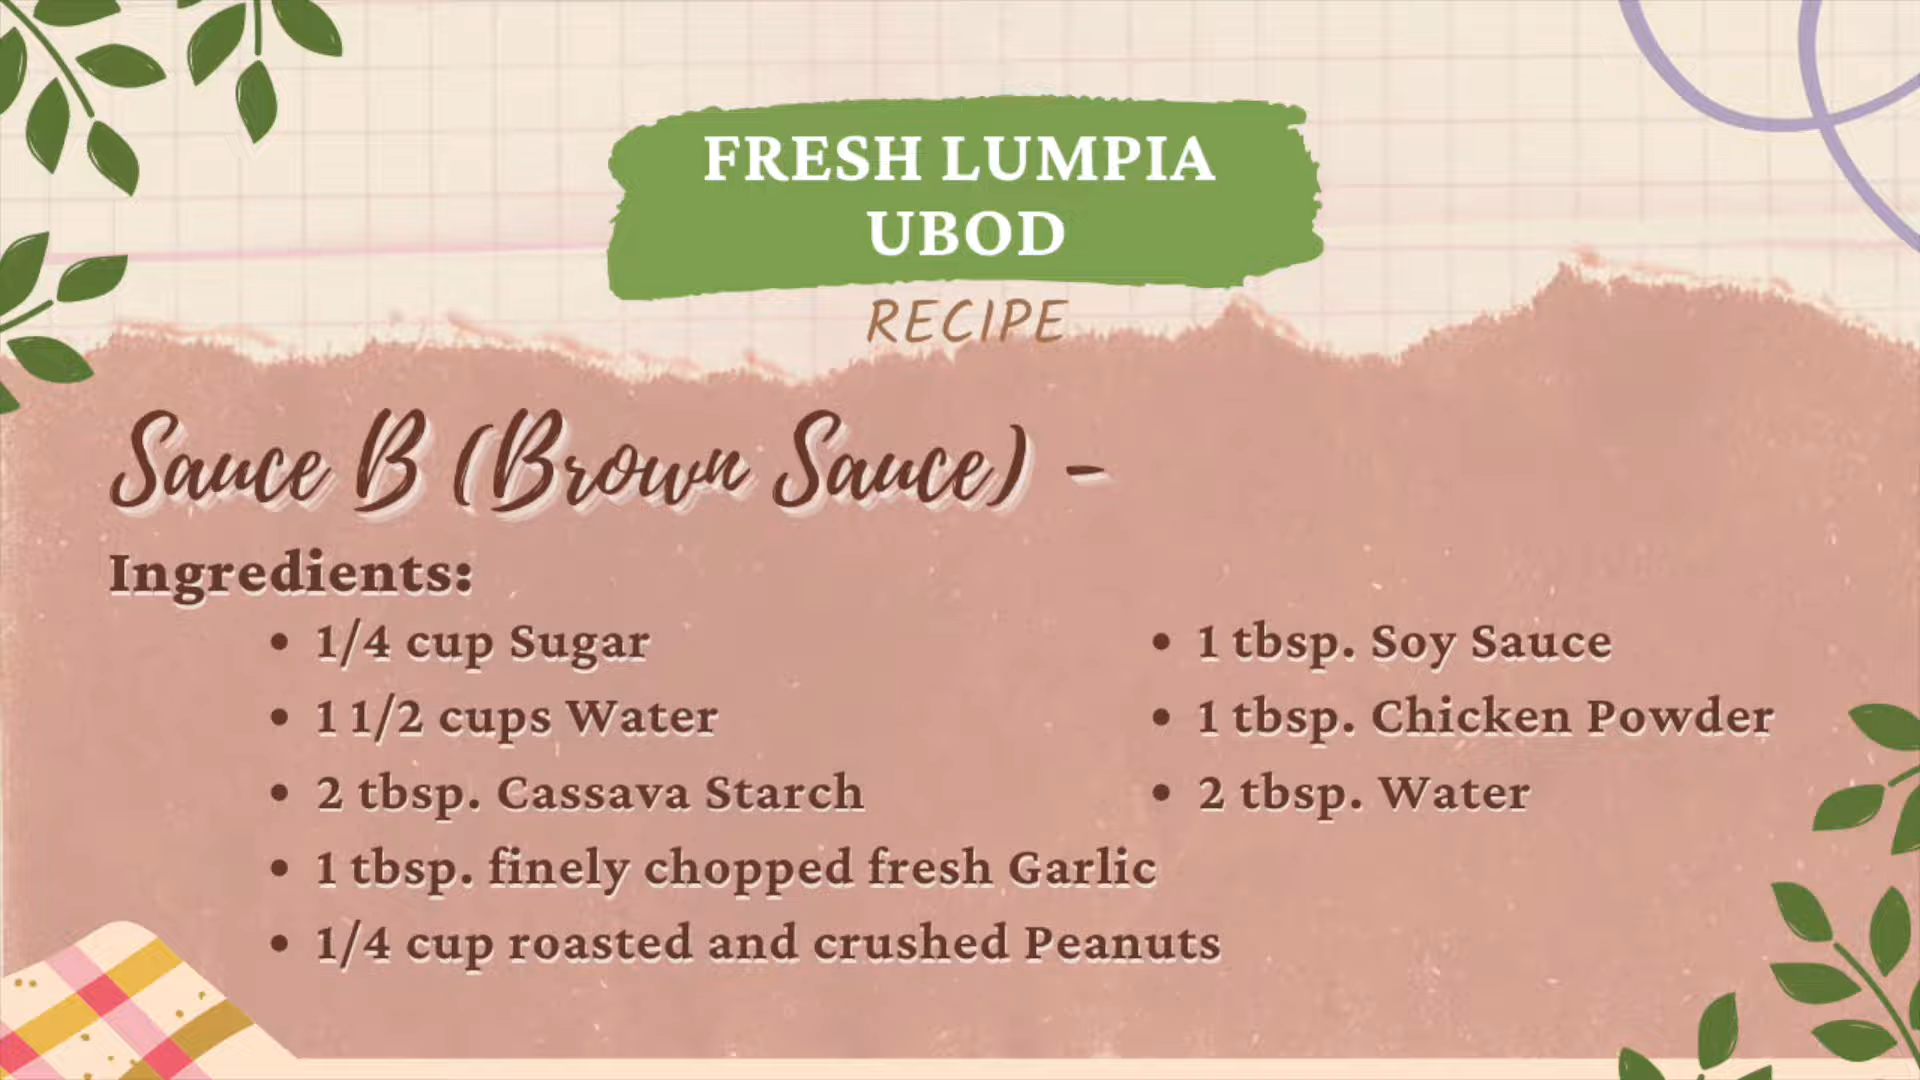 FRESH LUMPIA
UBOD
RECIPE
Sauce B (Brown Sauce) -
Ingredients:
• 1/4 cup Sugar
• 1 1/2 cups Water
• 2 tbsp. Cassava Starch
• 1 tbsp. finely chopped fresh Garlic
• 1/4 cup roasted and crushed Peanuts
• 1 tbsp. Soy Sauce
• 1 tbsp. Chicken Powder
• 2 tbsp. Water